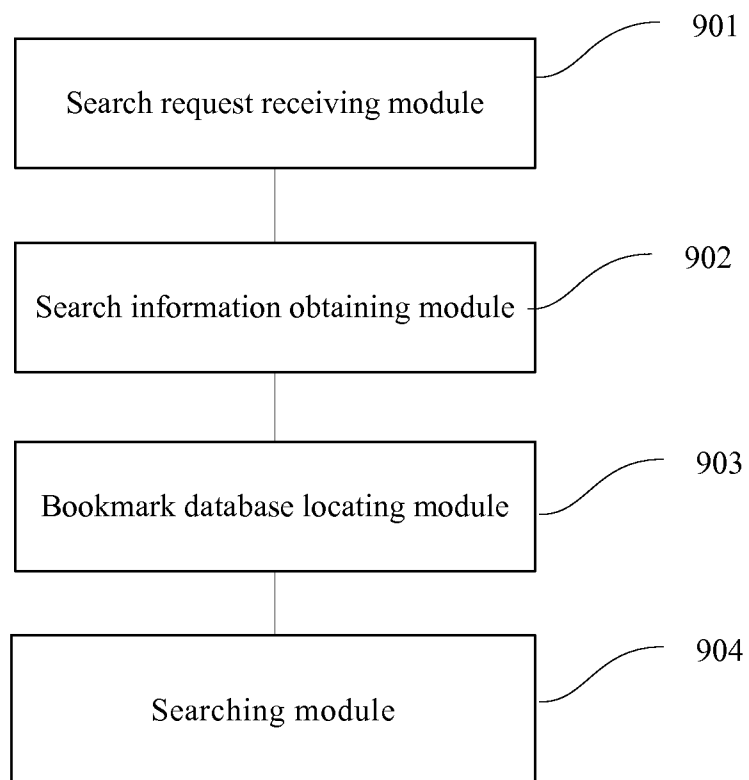 901
Search request receiving module
902
Search information obtaining module
903
Bookmark database locating module
904
Searching module